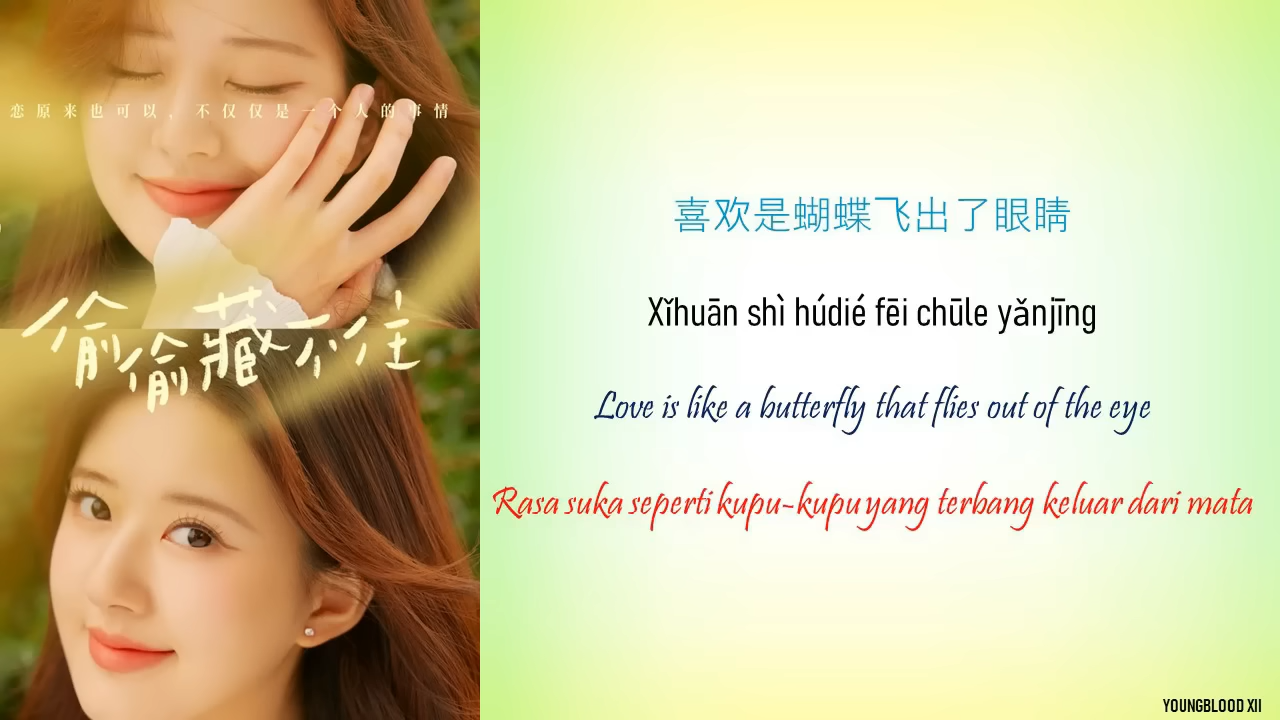 恋原来也可以，不仅仅是一个人的事情
偷偷藏不住
喜欢是蝴蝶飞出了眼睛
Xǐhuān shì húdié fēi chūle yǎnjīng
Love is like a butterfly that flies out of the eye
Rasa suka seperti kupu-kupu yang terbang keluar dari mata
YOUNGBLOOD XII